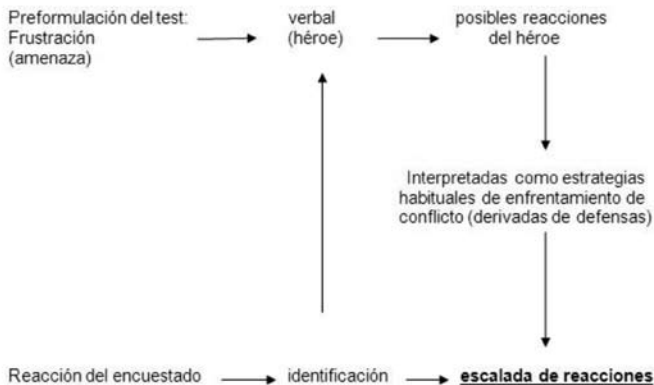 Preformulación del test:
Frustración
(amenaza)
verbal
(héroe)
posibles reacciones
del héroe
Interpretadas como estrategias
habituales de enfrentamiento de
conflicto (derivadas de defensas)
Reacción del encuestado
identificación
escalada de reacciones